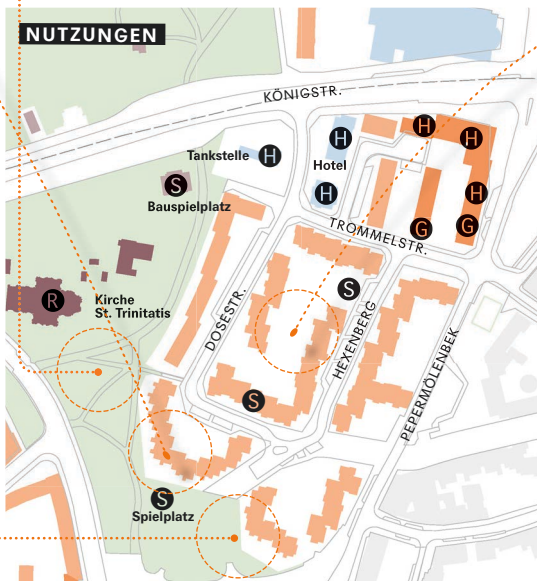 NUTZUNGEN
KÖNIGSTR.
H
H
H
Tankstelle
H
H
Hotel
S
H
H
Bauspielplatz
G
G
TROMMELSTR.
R
Kirche
St. Trinitatis
S
DOSESTR.
HEXENBERG
PEPERMÖLENBEK
S
S
Spielplatz